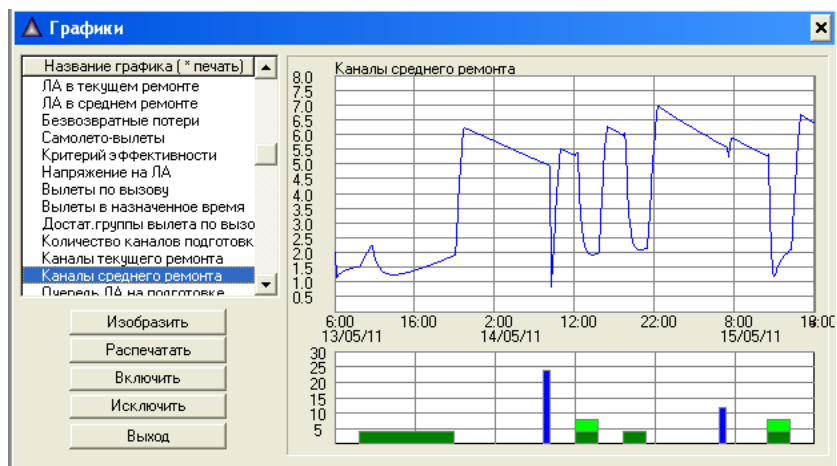 Графики
Название графика ( * печать)
ЛА в текущем ремонте
ЛА в среднем ремонте
Безвозвратные потери
Самолето-вылеты
Критерий эффективности
Напряжение на ЛА
Вылеты по вызову
Вылеты в назначенное время
Достат.группы вылета по вызо
Количество каналов подготовк
Каналы текущего ремонта
Каналы среднего ремонта
Очередь ЛА на подготовке
Изобразить
Распечатать
Включить
Исключить
Выход
Каналы среднего ремонта
8.0
7.5
7.0
6.5
6.0
5.5
5.0
4.5
4.0
3.5
3.0
2.5
2.0
1.5
1.0
0.5
6:00 16:00 2:00 12:00 22:00 8:00
13/05/11 14/05/11 15/05/11
30
25
20
15
10
5